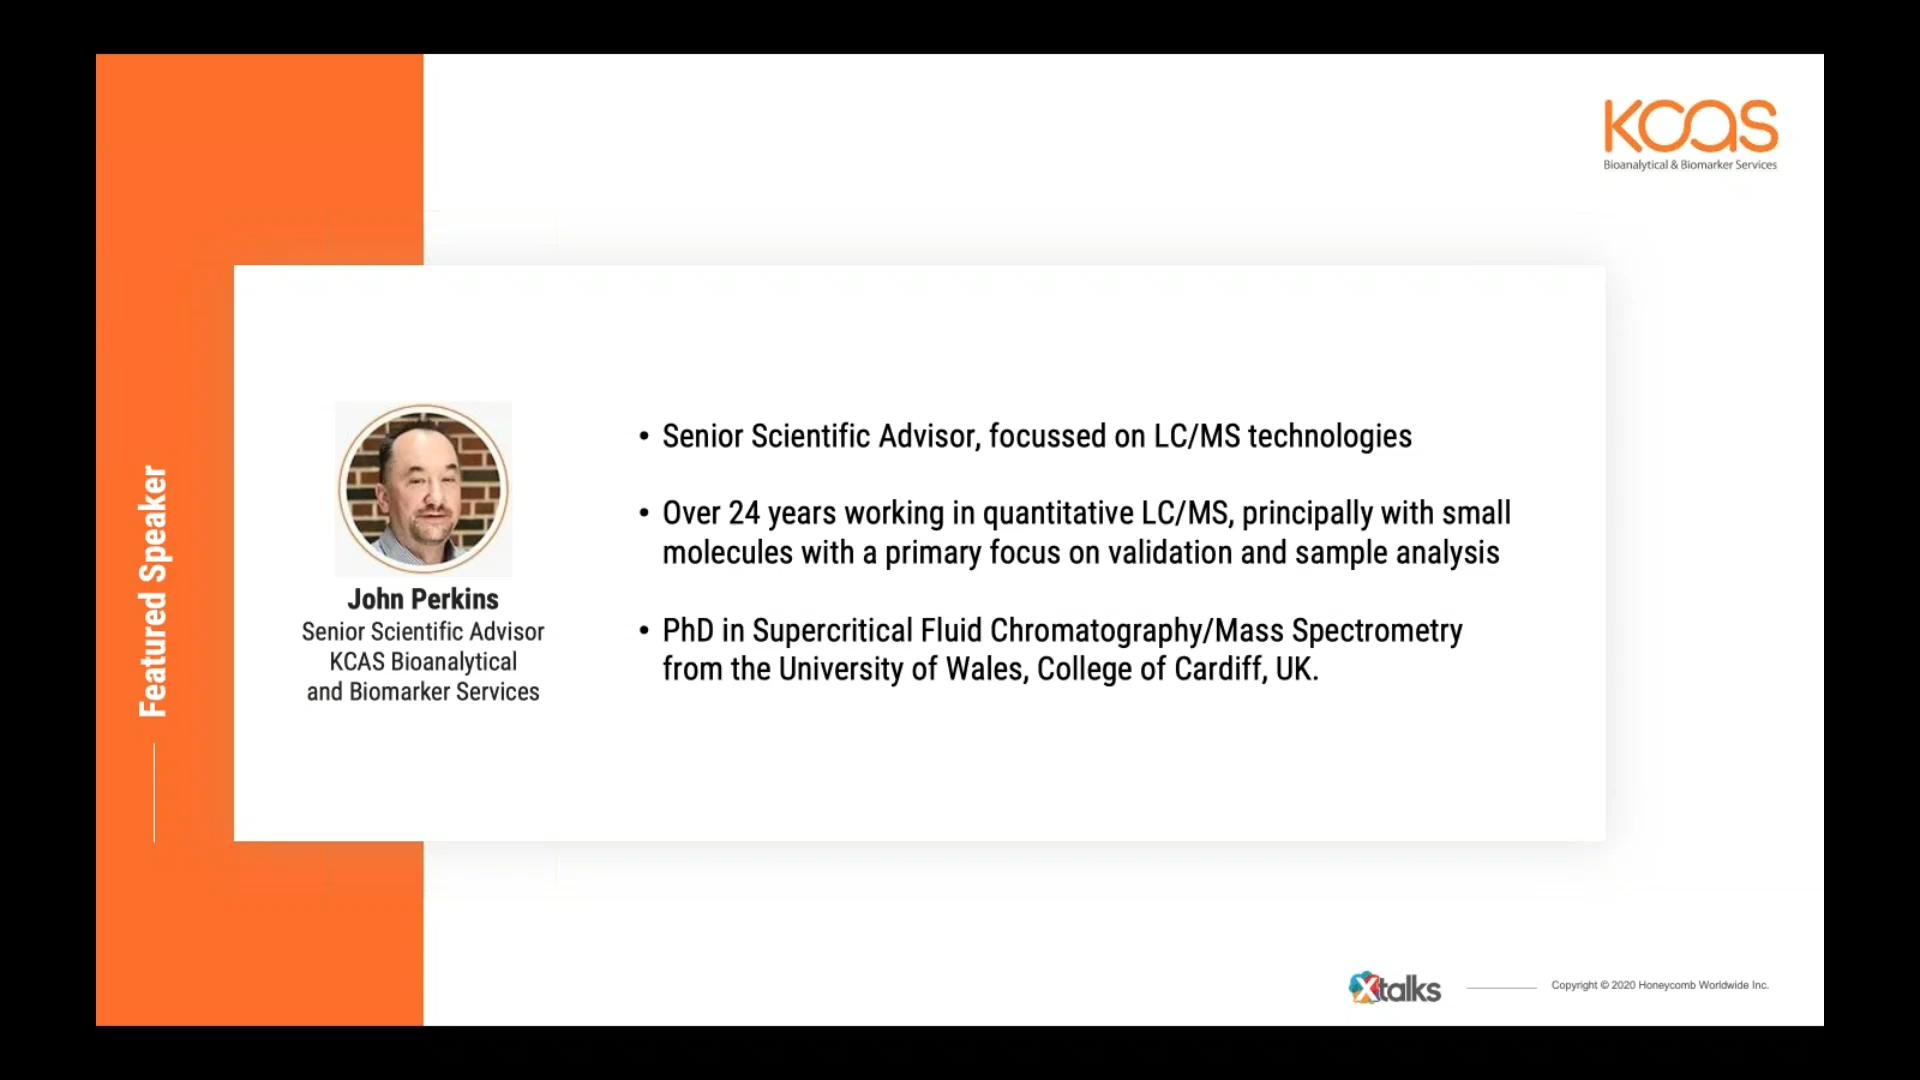 KCAS
Bioanalytical & Biomarker Services
Featured Speaker
John Perkins
Senior Scientific Advisor
KCAS Bioanalytical
and Biomarker Services
• Senior Scientific Advisor, focussed on LC/MS technologies
• Over 24 years working in quantitative LC/MS, principally with small
molecules with a primary focus on validation and sample analysis
• PhD in Supercritical Fluid Chromatography/Mass Spectrometry
from the University of Wales, College of Cardiff, UK.
Xtalks
Copyright © 2020 Honeycomb Worldwide Inc.